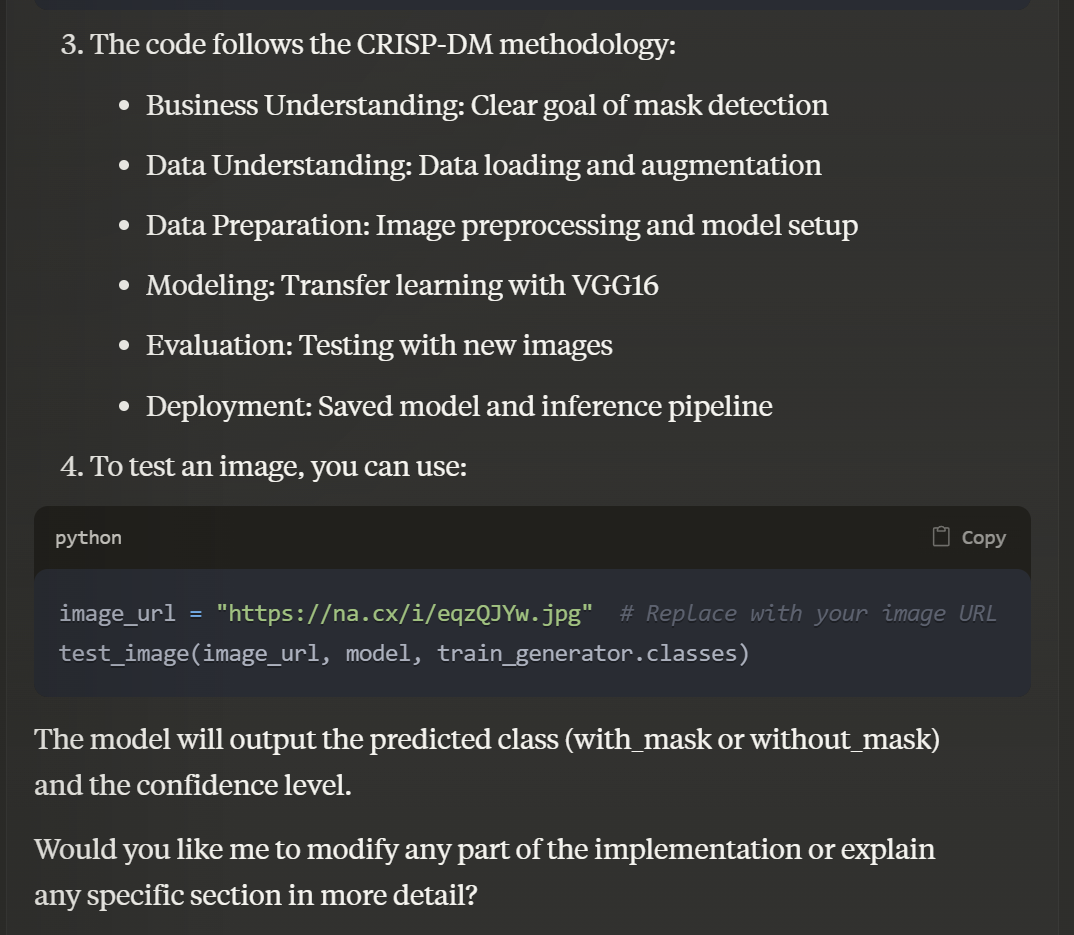 3. The code follows the CRISP-DM methodology:
• Business Understanding: Clear goal of mask detection
• Data Understanding: Data loading and augmentation
• Data Preparation: Image preprocessing and model setup
• Modeling: Transfer learning with VGG16
• Evaluation: Testing with new images
• Deployment: Saved model and inference pipeline
4. To test an image, you can use:
python Copy
image_url = "https://na.cx/i/eqzQJYw.jpg"  # Replace with your image URL
test_image(image_url, model, train_generator.classes)
The model will output the predicted class (with_mask or without_mask)
and the confidence level.
Would you like me to modify any part of the implementation or explain
any specific section in more detail?